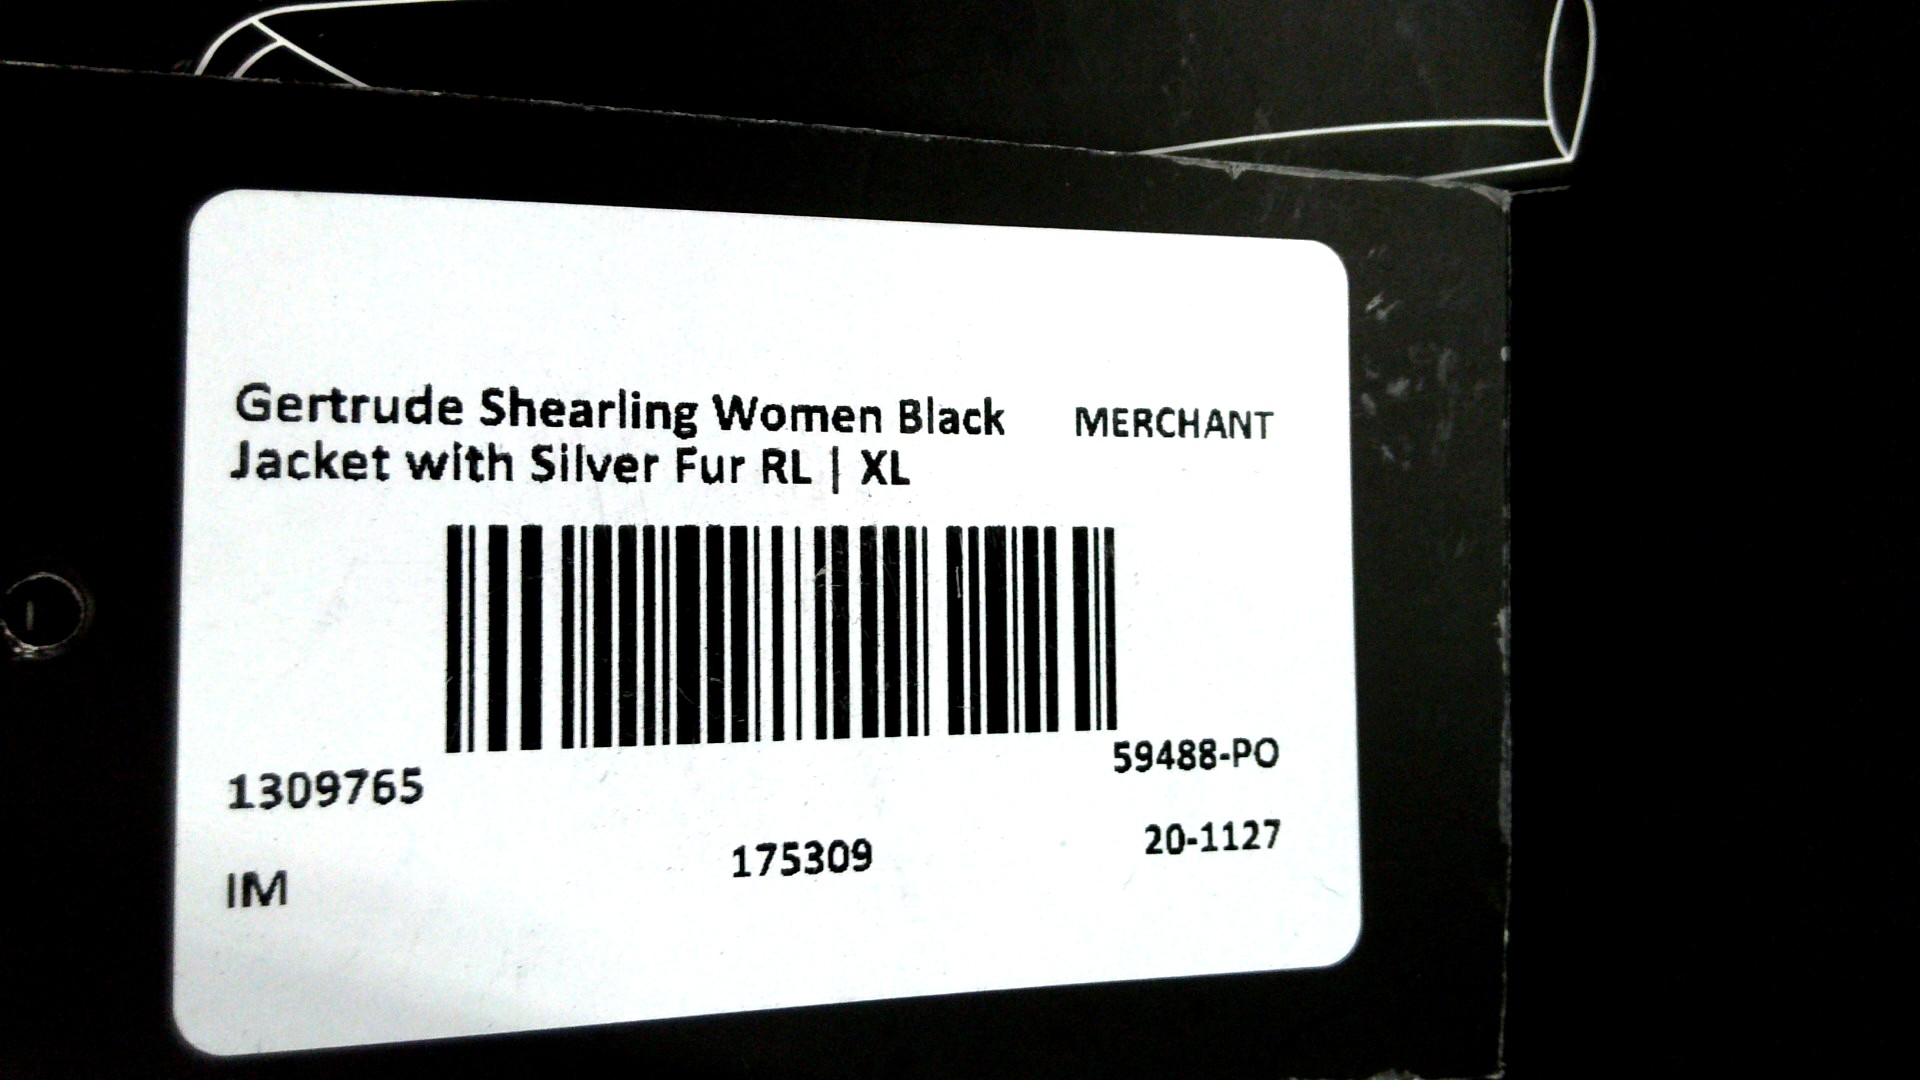 Gertrude Shearling Women Black
Jacket with Silver Fur RL | XL
MERCHANT
1309765
59488-PO
IM
175309
20-1127